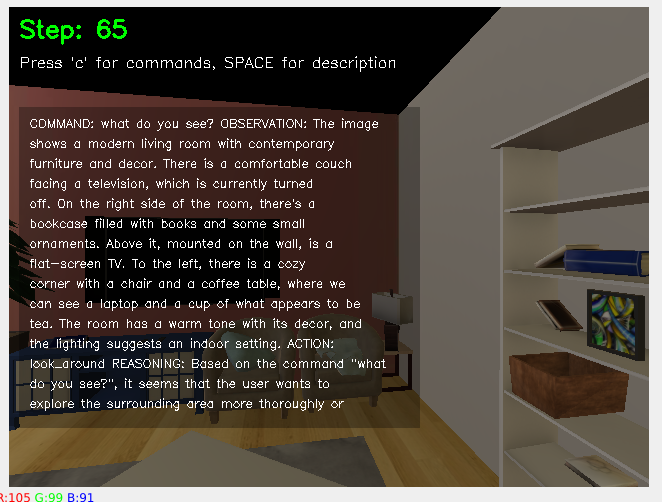 Step: 65
Press 'c' for commands, SPACE for description
COMMAND: what do you see? OBSERVATION: The image
shows a modern living room with contemporary
furniture and decor. There is a comfortable couch
facing a television, which is currently turned
off. On the right side of the room, there's a
bookcase filled with books and some small
ornaments. Above it, mounted on the wall, is a
flat-screen TV. To the left, there is a cozy
corner with a chair and a coffee table, where we
can see a laptop and a cup of what appears to be
tea. The room has a warm tone with its decor, and
the lighting suggests an indoor setting. ACTION:
look_around REASONING: Based on the command "what
do you see?", it seems that the user wants to
explore the surrounding area more thoroughly or
R:105 G:99 B:91